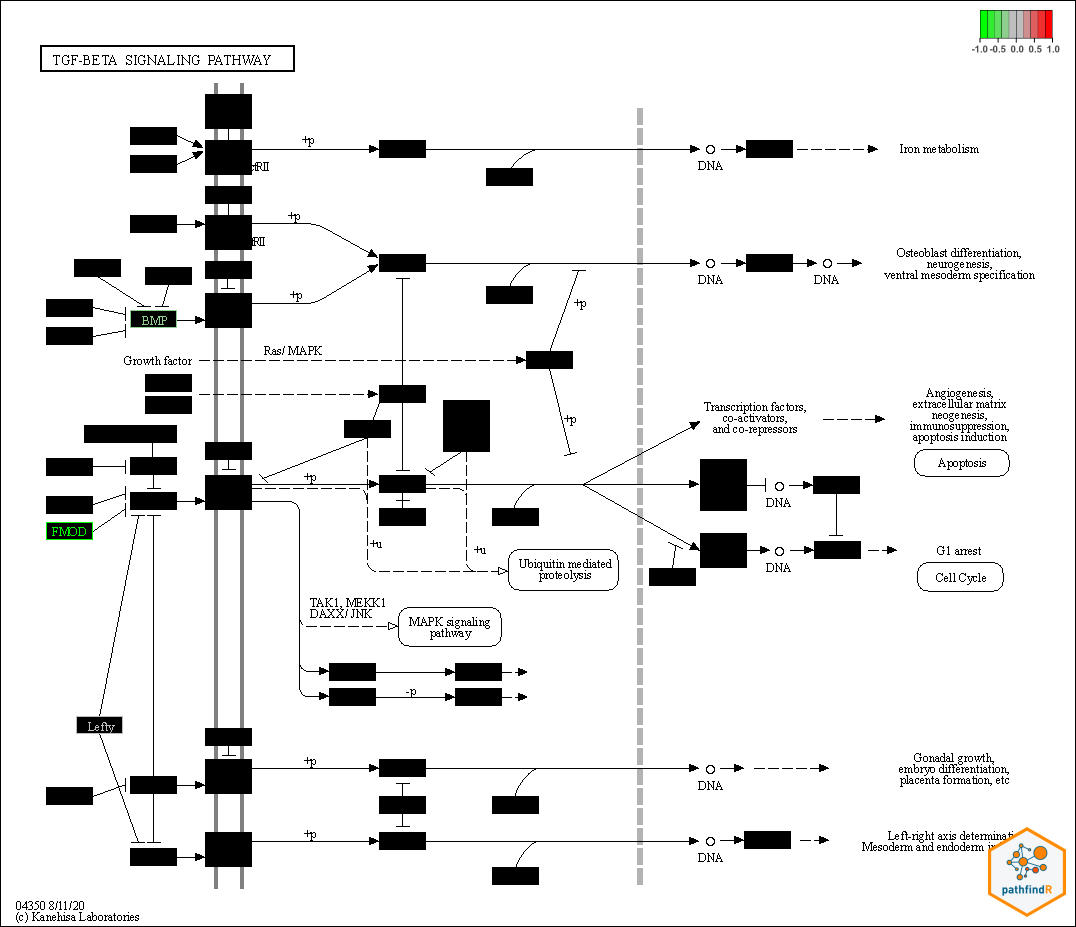 -1.0 -0.5 0.0 0.5 1.0
TGF-BETA SIGNALING PATHWAY
+p
Iron metabolism
RII
DNA
+p
RII
Osteoblast differentiation,
neurogenesis,
ventral mesoderm specification
DNA
DNA
+p
+p
BMP
Growth factor
Ras/MAPK
Angiogenesis,
extracellular matrix
neogenesis,
immunosuppression,
apoptosis induction
Transcription factors,
co-activators,
and co-repressors
+p
Apoptosis
+p
DNA
FMOD
+u
+u
G1 arrest
Ubiquitin mediated
proteolysis
DNA
Cell Cycle
TAK1, MEKK1
DAXX/JNK
MAPK signaling
pathway
-p
Lefty
+p
Gonadal growth,
embryo differentiation,
placenta formation, etc
DNA
+p
Left-right axis
Mesoderm and endoderm
DNA
pathfindR
04350 8/11/20
(c) Kanehisa Laboratories